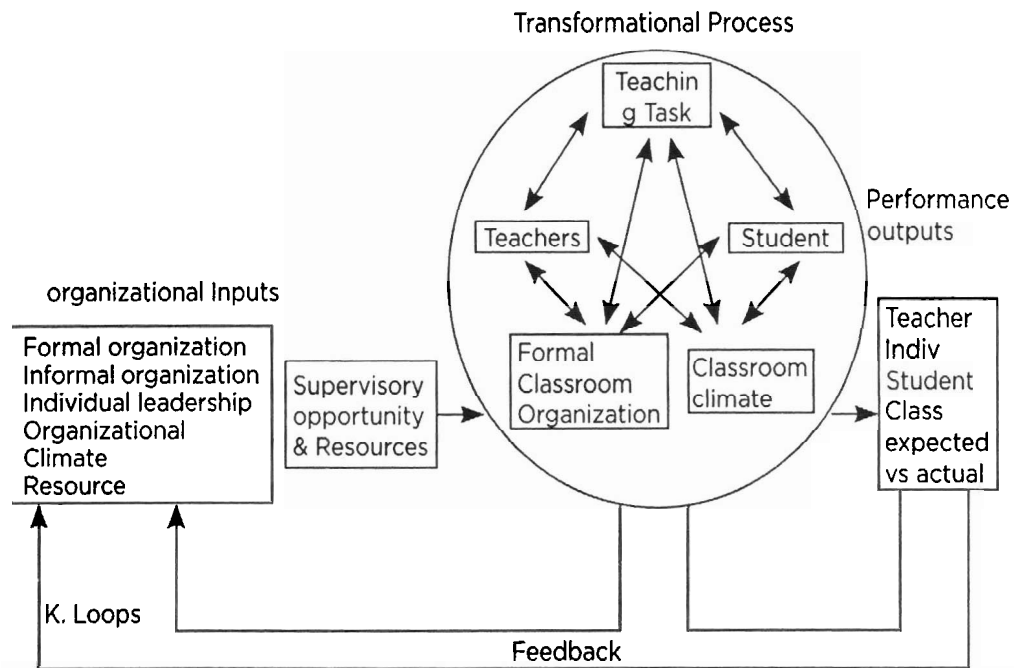 Transformational Process
Teachin
g Task
Teachers
Student
Performance
outputs
organizational Inputs
Formal organization
Informal organization
Individual leadership
Organizational
Climate
Resource
Supervisory
opportunity
& Resources
Formal
Classroom
Organization
Classroom
climate
Teacher
Indiv
Student
Class
expected
vs actual
K. Loops
Feedback